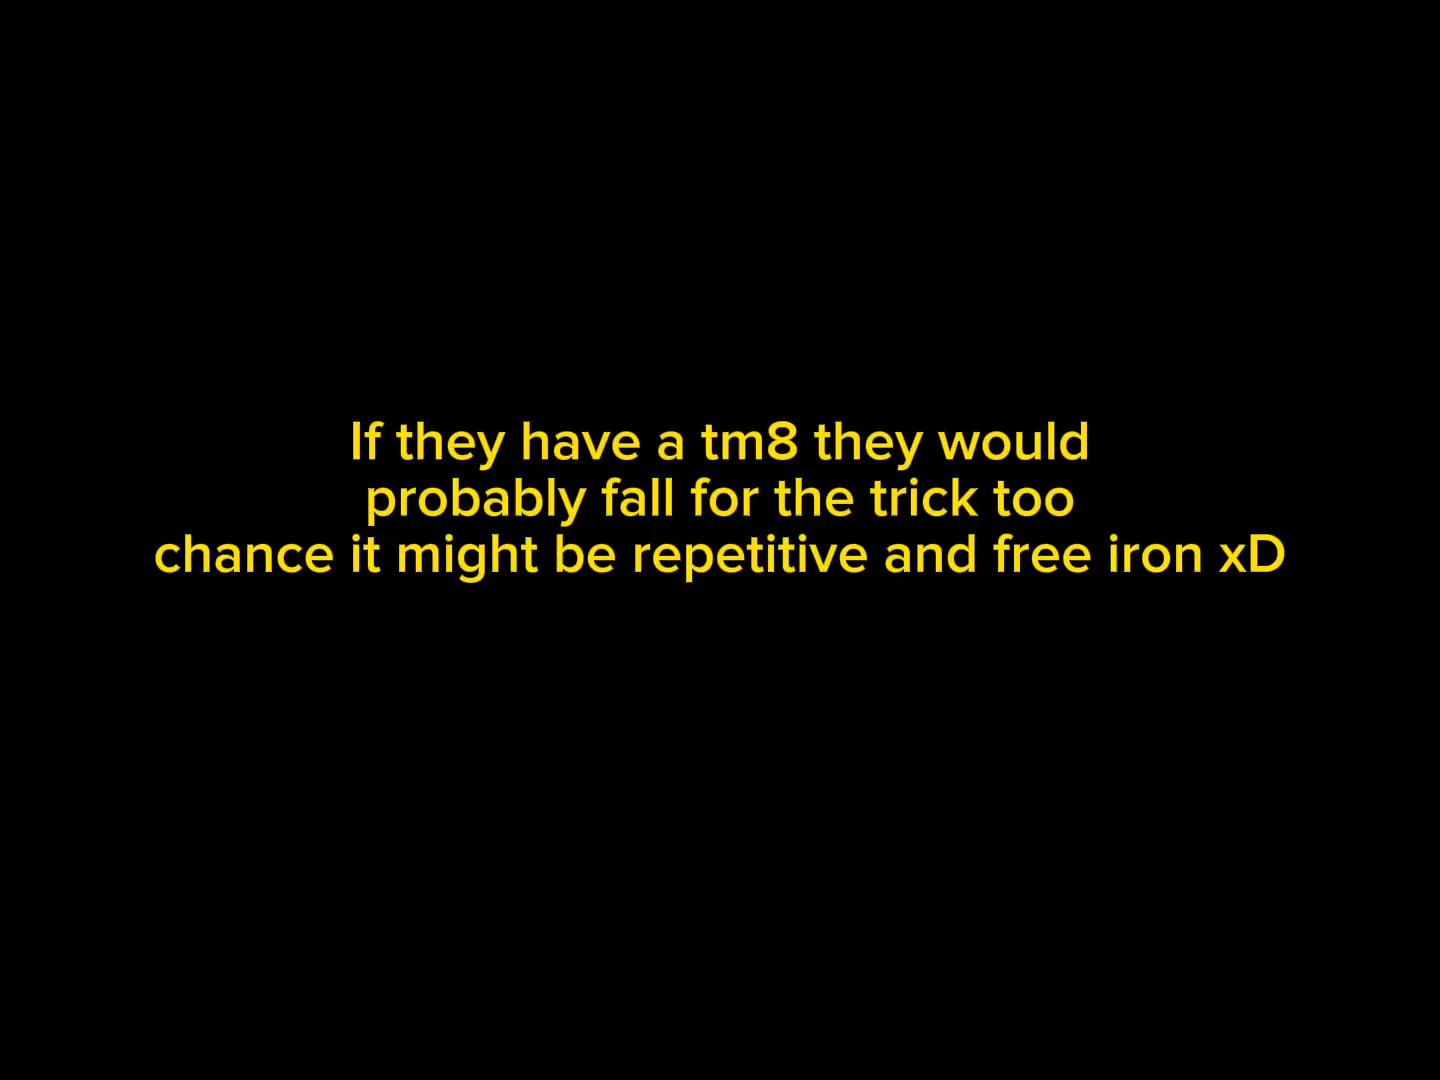 If they have a tm8 they would
probably fall for the trick too
chance it might be repetitive and free iron xD